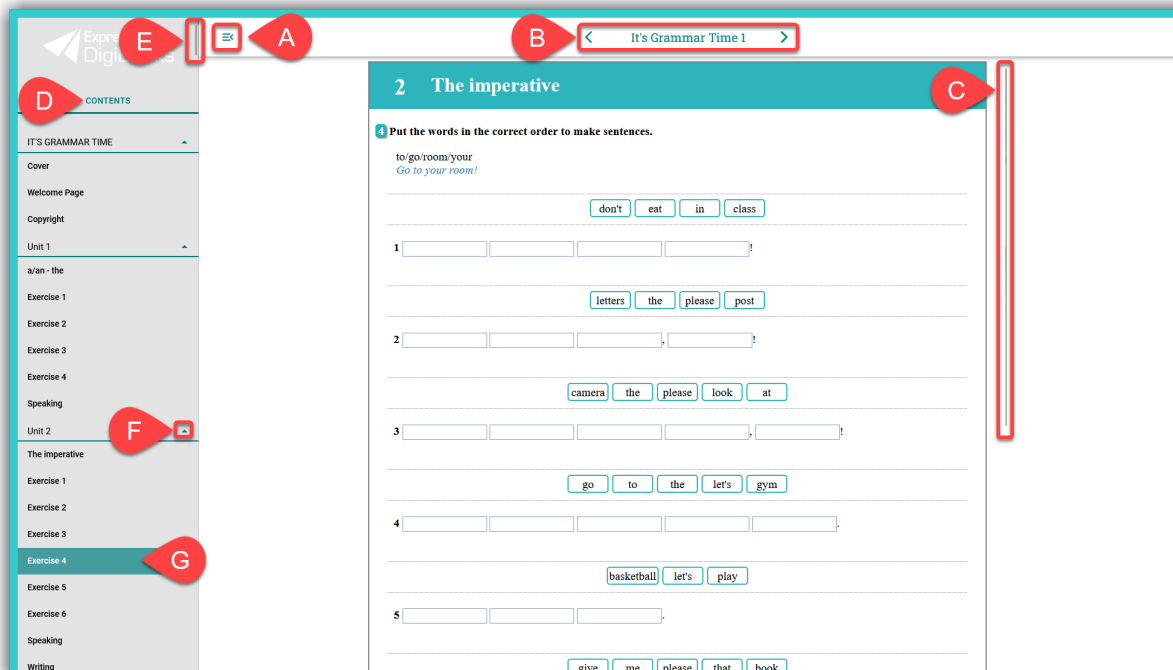 E
A
B
It's Grammar Time 1
D
CONTENTS
IT'S GRAMMAR TIME
Cover
Welcome Page
Copyright
Unit 1
a/an - the
Exercise 1
Exercise 2
Exercise 3
Exercise 4
Speaking
Unit 2
F
The imperative
Exercise 1
Exercise 2
Exercise 3
Exercise 4
G
Exercise 5
Exercise 6
Speaking
Writing
C
2 The imperative
4 Put the words in the correct order to make sentences.
to/go/room/your
Go to your room!
don't eat in class
1 !
letters the please post
2 , !
camera the please look at
3 , !
go to the let's gym
4 .
basketball let's play
5 .
give me please that book